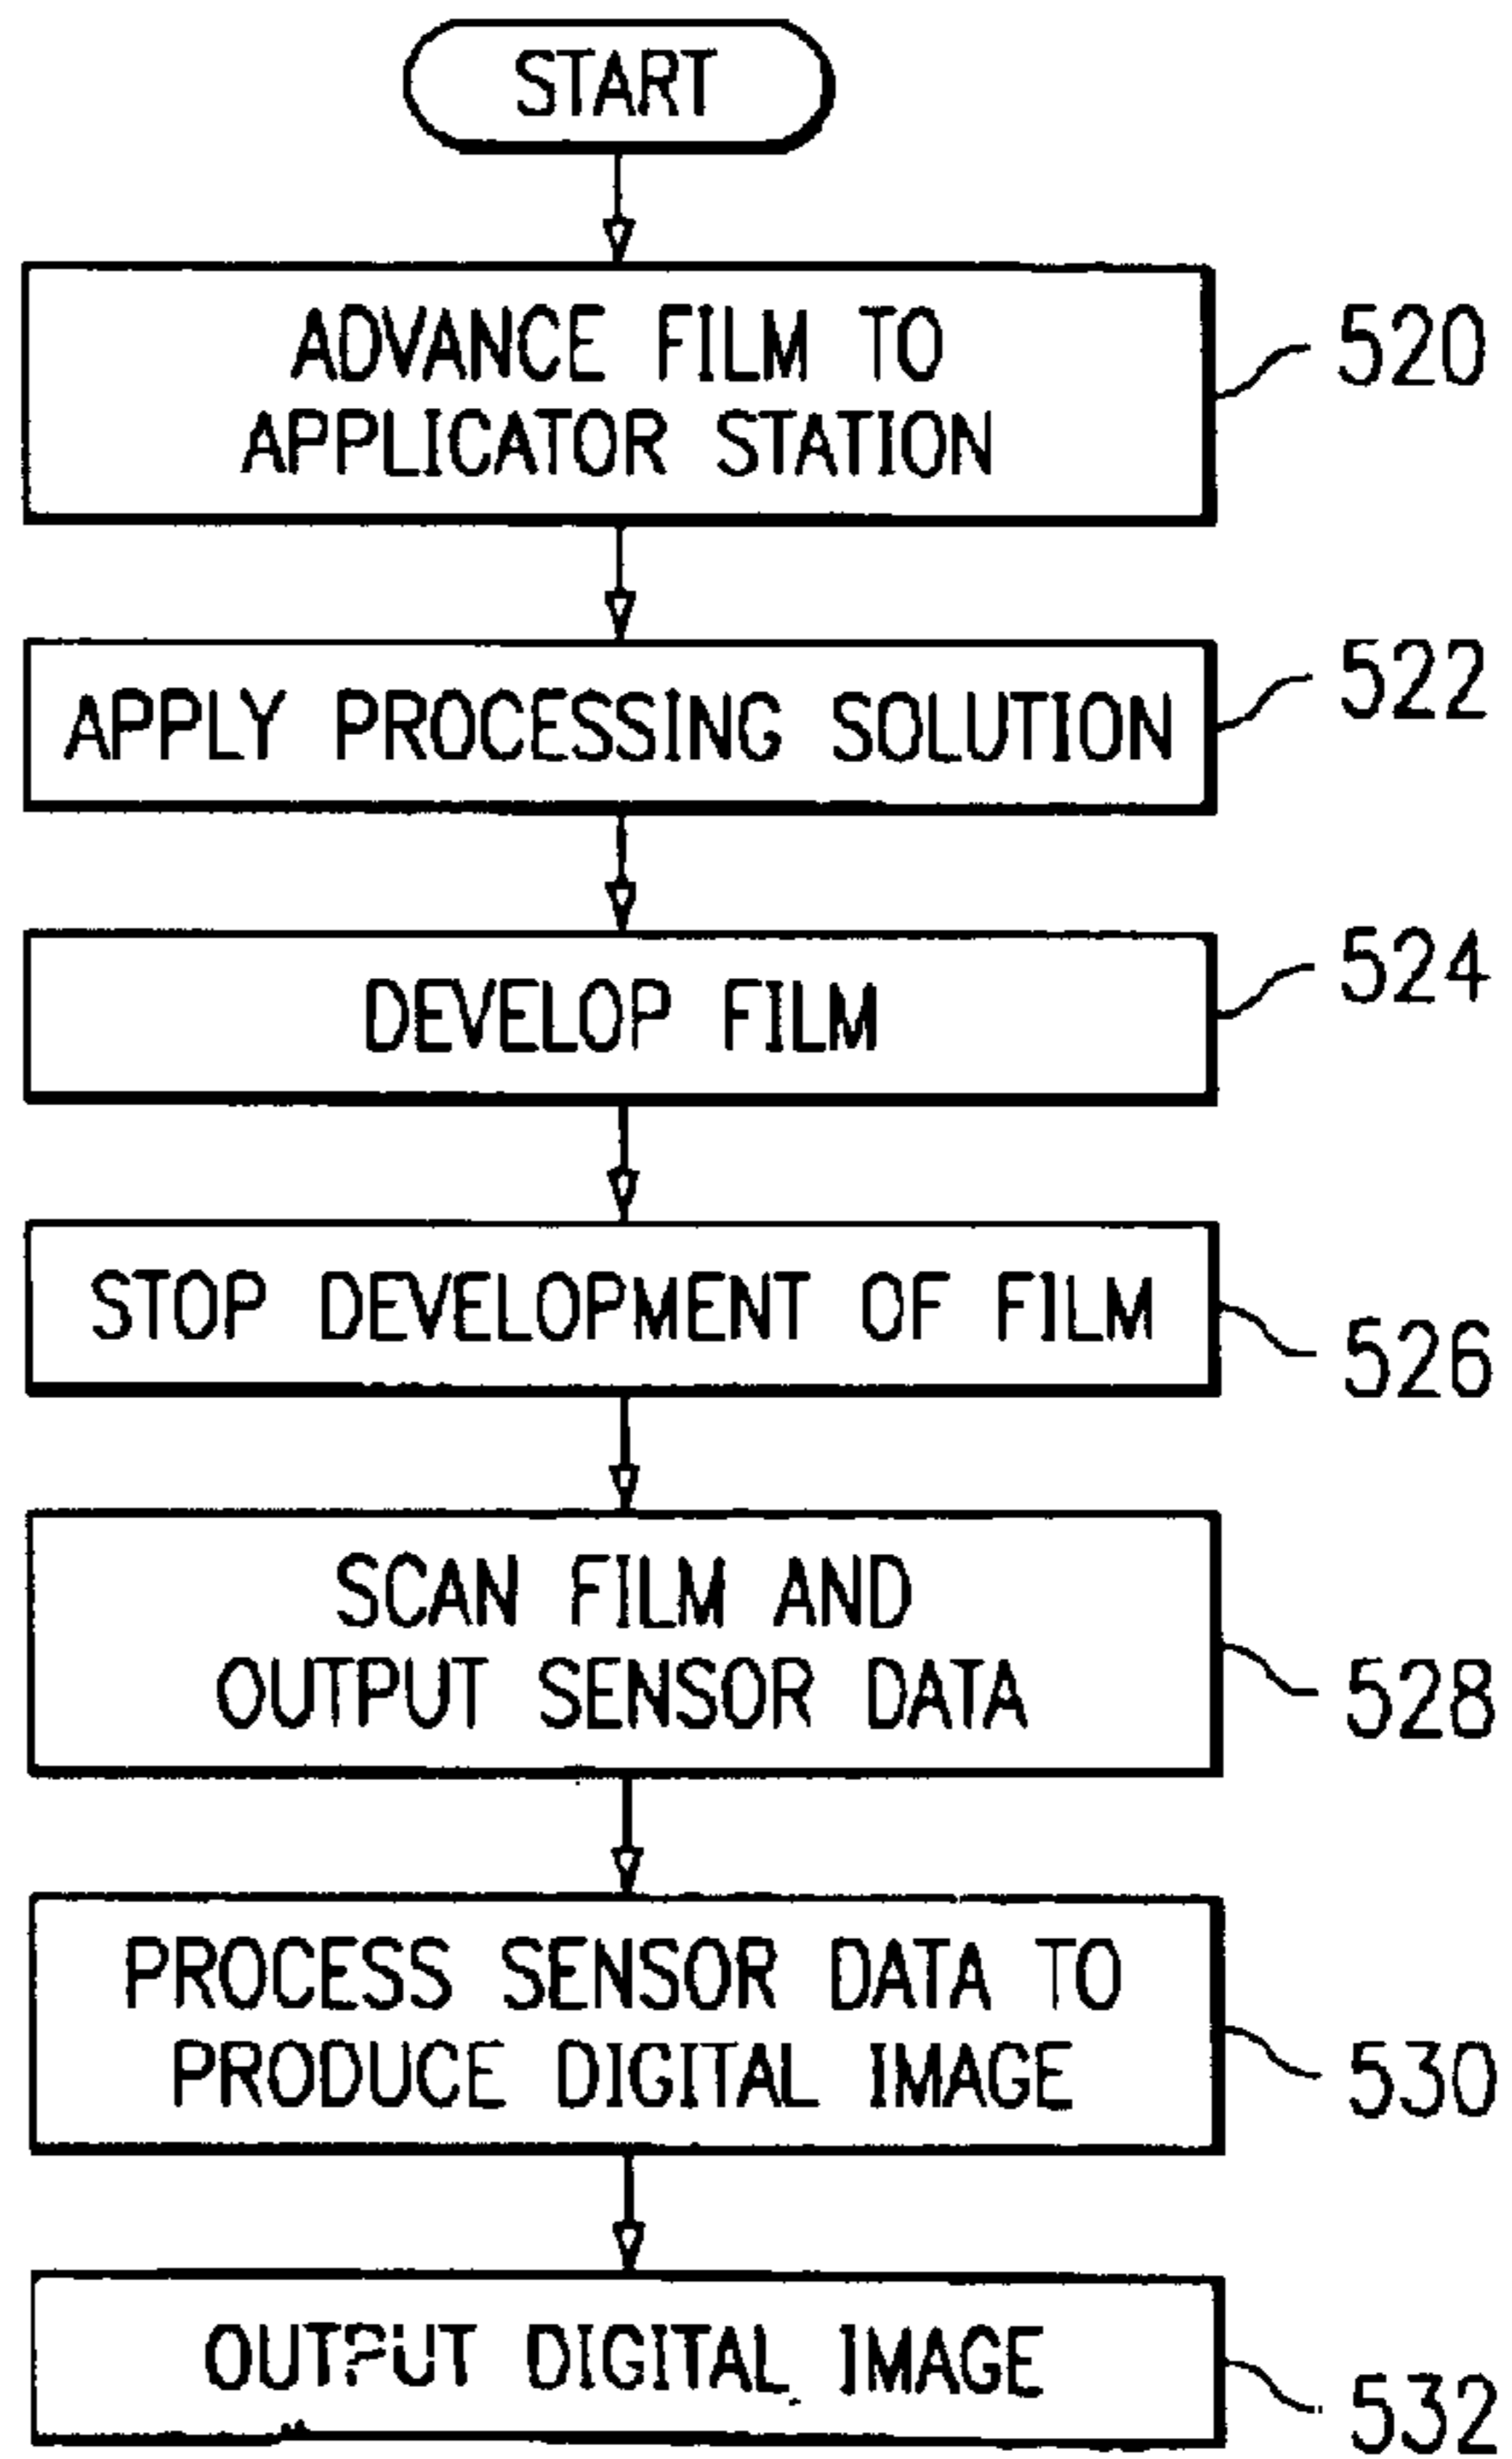 START
ADVANCE FILM TO
APPLICATOR STATION
520
APPLY PROCESSING SOLUTION
522
DEVELOP FILM
524
STOP DEVELOPMENT OF FILM
526
SCAN FILM AND
OUTPUT SENSOR DATA
528
PROCESS SENSOR DATA TO
PRODUCE DIGITAL IMAGE
530
OUTPUT DIGITAL IMAGE
532